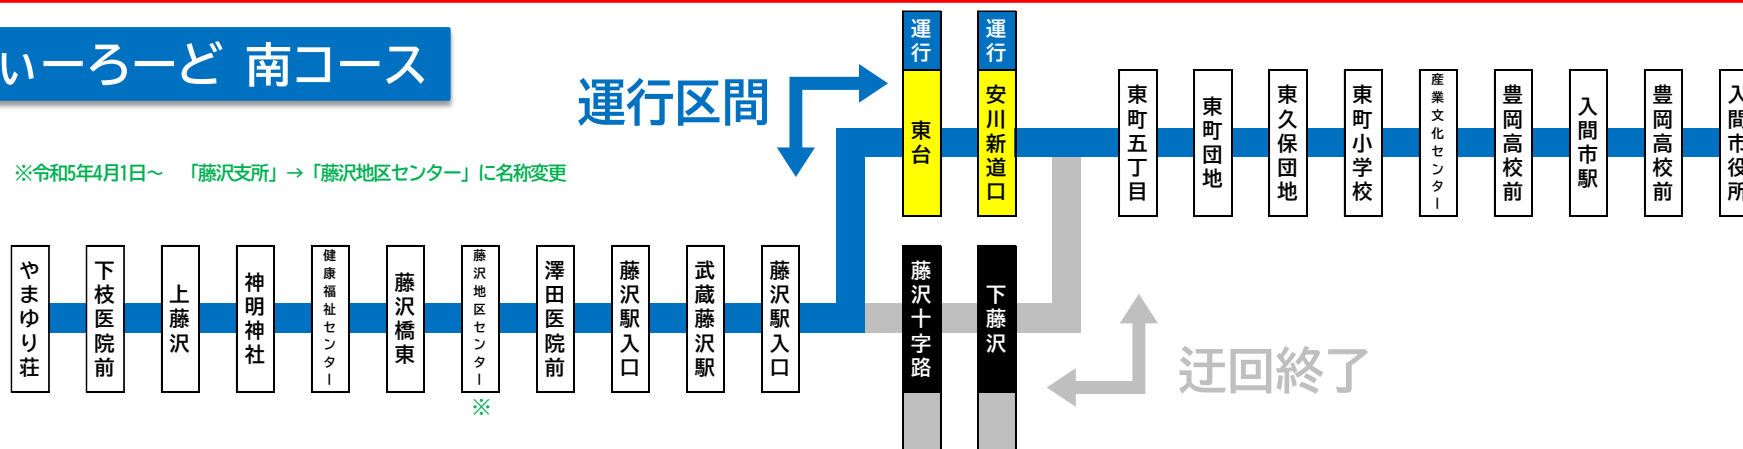 ぃーろーど 南コース
運行区間
運行
東台
運行
安川新道口
東町五丁目
東町団地
東久保団地
東町小学校
産業文化センター
豊岡高校前
入間市駅
豊岡高校前
入間市役所
※令和5年4月1日～ 「藤沢支所」→「藤沢地区センター」に名称変更
やまゆり荘
下枝医院前
上藤沢
神明神社
健康福祉センター
藤沢橋東
藤沢地区センター
※
澤田医院前
藤沢駅入口
武蔵藤沢駅
藤沢駅入口
藤沢十字路
下藤沢
迂回終了